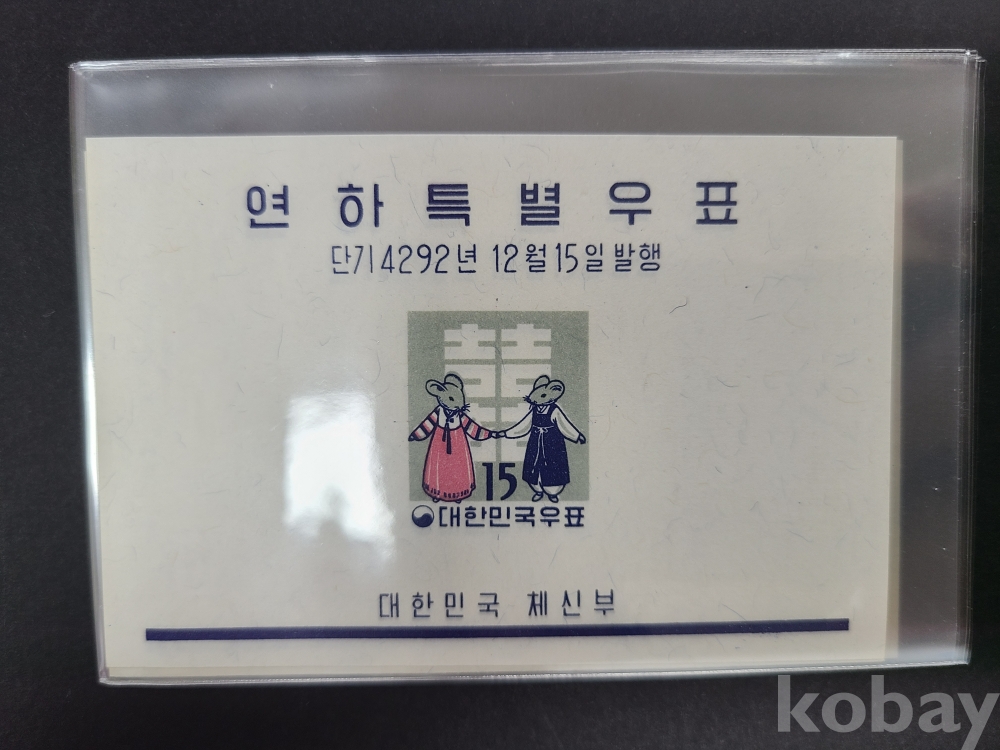 연하특별우표
단기4292년 12월15일발행
囍
15
대한민국우표
대한민국 체신부
kobay